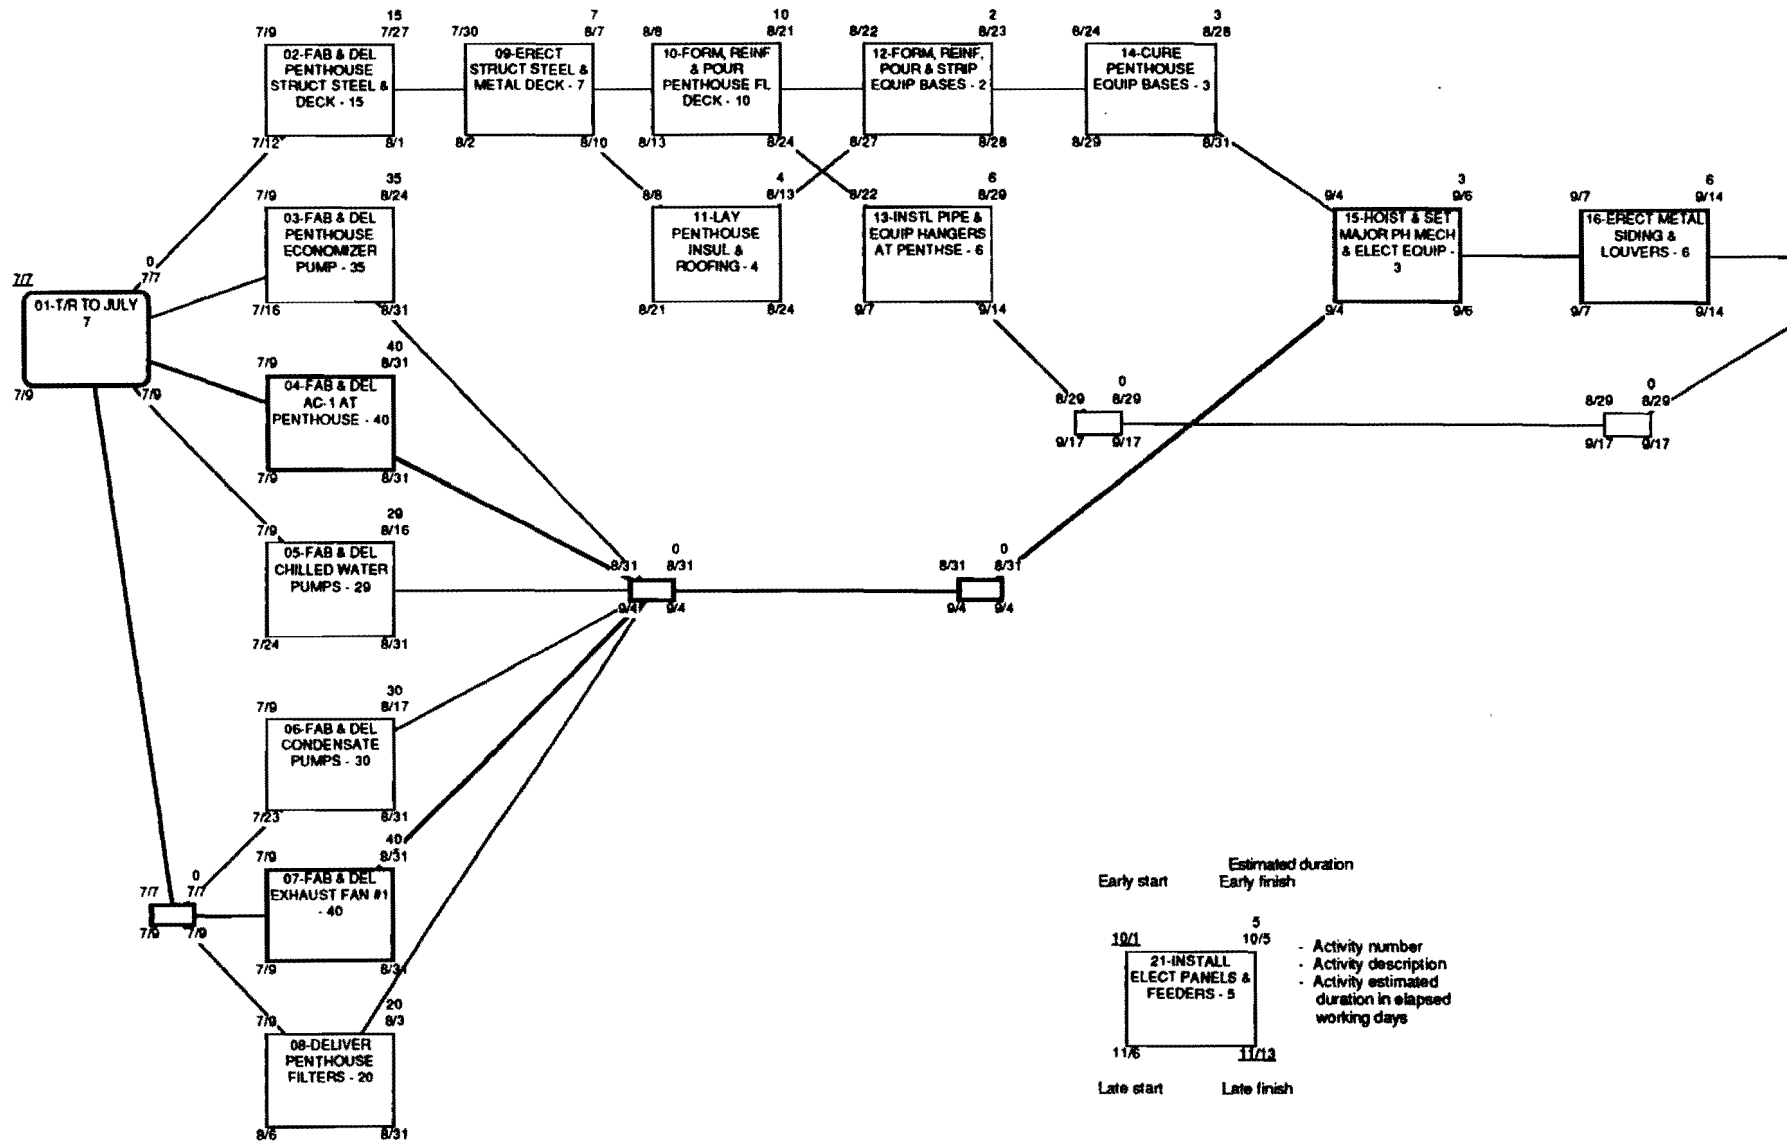 15
7/9 7/27
02-FAB & DEL
PENTHOUSE
STRUCT STEEL &
DECK - 15
7/12 8/1
7
7/30 8/7
09-ERECT
STRUCT STEEL &
METAL DECK - 7
8/2 8/10
10
8/8 8/21
10-FORM, REINF
& POUR
PENTHOUSE FL
DECK - 10
8/13 8/24
2
8/22 8/23
12-FORM, REINF,
POUR & STRIP
EQUIP BASES - 2
8/27 8/28
3
8/24 8/28
14-CURE
PENTHOUSE
EQUIP BASES - 3
8/29 8/31
35
7/9 8/24
03-FAB & DEL
PENTHOUSE
ECONOMIZER
PUMP - 35
7/16 8/31
4
8/8 8/13
11-LAY
PENTHOUSE
INSUL &
ROOFING - 4
8/21 8/24
6
8/22 8/29
13-INSTL PIPE &
EQUIP HANGERS
AT PENTHSE - 6
9/7 9/14
3
9/4 9/6
15-HOIST & SET
MAJOR PH MECH
& ELECT EQUIP -
3
9/4 9/6
6
9/7 9/14
16-ERECT METAL
SIDING &
LOUVERS - 6
9/7 9/14
0
7/7 7/7
01-T/R TO JULY
7
7/9 7/9
40
7/9 8/31
04-FAB & DEL
AC-1 AT
PENTHOUSE - 40
7/9 8/31
0
8/29 8/29
9/17 9/17
0
8/29 8/29
9/17 9/17
29
7/9 8/16
05-FAB & DEL
CHILLED WATER
PUMPS - 29
7/24 8/31
0
8/31 8/31
9/4 9/4
0
8/31 8/31
9/4 9/4
30
7/9 8/17
06-FAB & DEL
CONDENSATE
PUMPS - 30
7/23 8/31
40
7/9 8/31
07-FAB & DEL
EXHAUST FAN #1
- 40
7/9 8/31
0
7/7 7/7
7/9 7/9
20
7/9 8/3
08-DELIVER
PENTHOUSE
FILTERS - 20
8/6 8/31
Estimated duration
Early start Early finish
5
10/1 10/5
21-INSTALL
ELECT PANELS &
FEEDERS - 5
11/6 11/13
Late start Late finish
- Activity number
- Activity description
- Activity estimated
duration in elapsed
working days